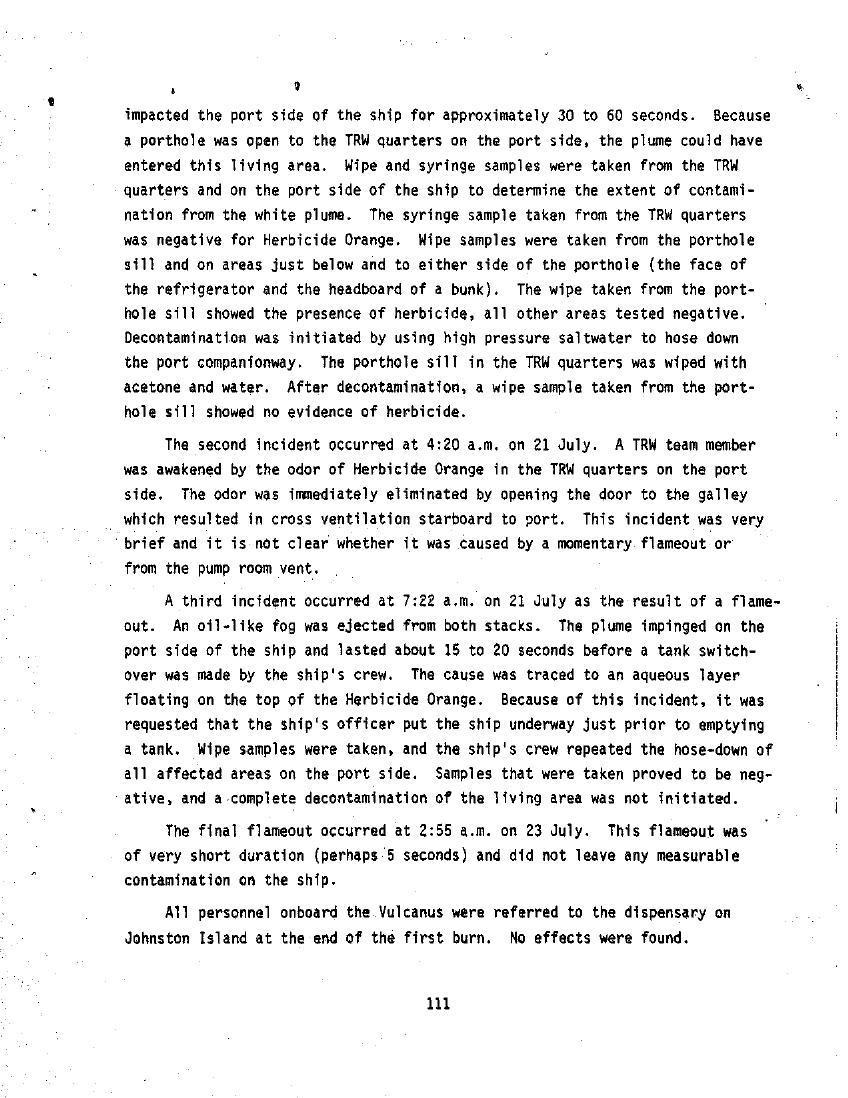 impacted the port side of the ship for approximately 30 to 60 seconds. Because
a porthole was open to the TRW quarters on the port side, the plume could have
entered this living area. Wipe and syringe samples were taken from the TRW
quarters and on the port side of the ship to determine the extent of contami-
nation from the white plume. The syringe sample taken from the TRW quarters
was negative for Herbicide Orange. Wipe samples were taken from the porthole
sill and on areas just below and to either side of the porthole (the face of
the refrigerator and the headboard of a bunk). The wipe taken from the port-
hole sill showed the presence of herbicide, all other areas tested negative.
Decontamination was initiated by using high pressure saltwater to hose down
the port companionway. The porthole sill in the TRW quarters was wiped with
acetone and water. After decontamination, a wipe sample taken from the port-
hole sill showed no evidence of herbicide.
The second incident occurred at 4:20 a.m. on 21 July. A TRW team member
was awakened by the odor of Herbicide Orange in the TRW quarters on the port
side. The odor was immediately eliminated by opening the door to the galley
which resulted in cross ventilation starboard to port. This incident was very
brief and it is not clear whether it was caused by a momentary flameout or
from the pump room vent.
A third incident occurred at 7:22 a.m. on 21 July as the result of a flame-
out. An oil-like fog was ejected from both stacks. The plume impinged on the
port side of the ship and lasted about 15 to 20 seconds before a tank switch-
over was made by the ship's crew. The cause was traced to an aqueous layer
floating on the top of the Herbicide Orange. Because of this incident, it was
requested that the ship's officer put the ship underway just prior to emptying
a tank. Wipe samples were taken, and the ship's crew repeated the hose-down of
all affected areas on the port side. Samples that were taken proved to be neg-
ative, and a complete decontamination of the living area was not initiated.
The final flameout occurred at 2:55 a.m. on 23 July. This flameout was
of very short duration (perhaps 5 seconds) and did not leave any measurable
contamination on the ship.
All personnel onboard the Vulcanus were referred to the dispensary on
Johnston Island at the end of the first burn. No effects were found.
111